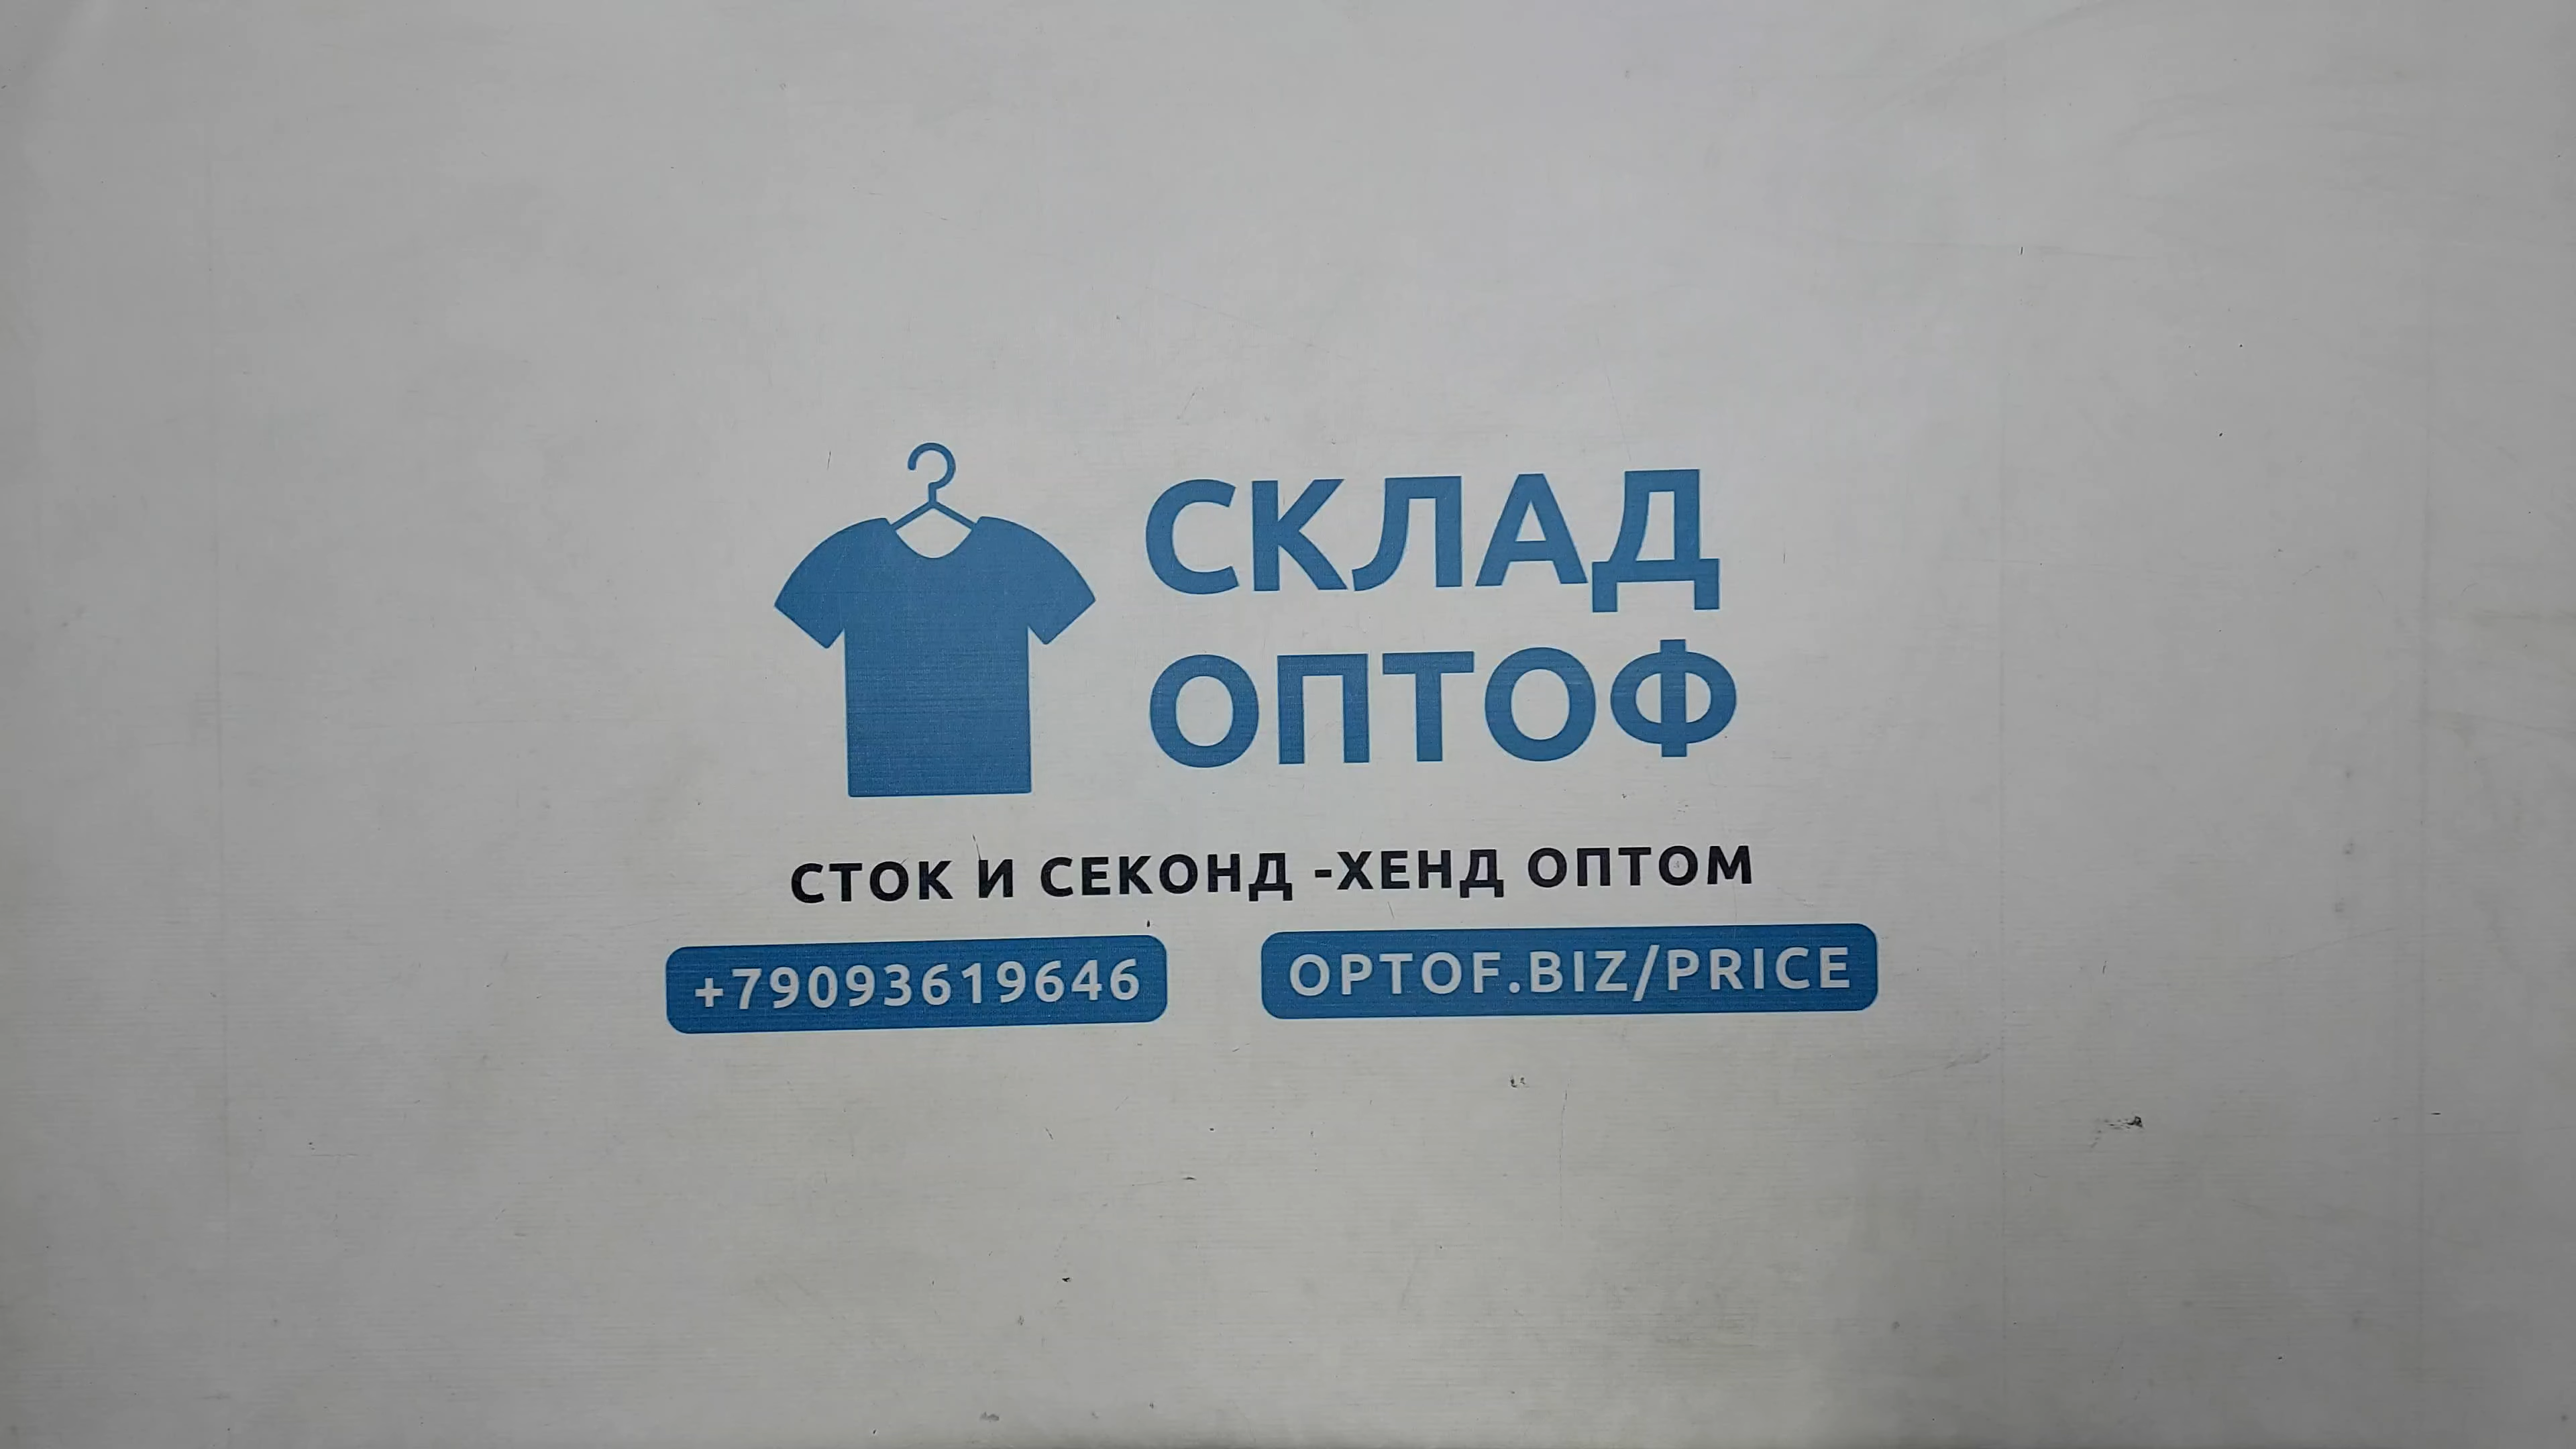 СКЛАД
ОПТОФ
СТОК И СЕКОНД -ХЕНД ОПТОМ
+79093619646
OPTOF.BIZ/PRICE